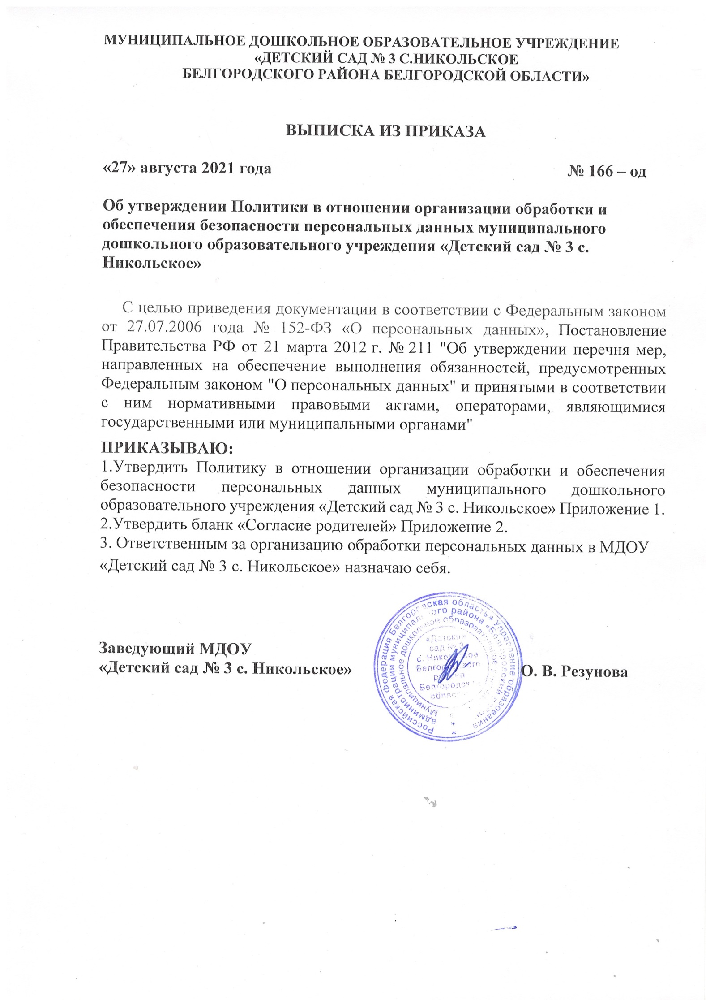 МУНИЦИПАЛЬНОЕ ДОШКОЛЬНОЕ ОБРАЗОВАТЕЛЬНОЕ УЧРЕЖДЕНИЕ
«ДЕТСКИЙ САД № 3 С.НИКОЛЬСКОЕ
БЕЛГОРОДСКОГО РАЙОНА БЕЛГОРОДСКОЙ ОБЛАСТИ»
ВЫПИСКА ИЗ ПРИКАЗА
«27» августа 2021 года № 166 – од
Об утверждении Политики в отношении организации обработки и
обеспечения безопасности персональных данных муниципального
дошкольного образовательного учреждения «Детский сад № 3 с.
Никольское»
С целью приведения документации в соответствии с Федеральным законом
от 27.07.2006 года № 152-ФЗ «О персональных данных», Постановление
Правительства РФ от 21 марта 2012 г. № 211 "Об утверждении перечня мер,
направленных на обеспечение выполнения обязанностей, предусмотренных
Федеральным законом "О персональных данных" и принятыми в соответствии
с ним нормативными правовыми актами, операторами, являющимися
государственными или муниципальными органами"
ПРИКАЗЫВАЮ:
1.Утвердить Политику в отношении организации обработки и обеспечения
безопасности персональных данных муниципального дошкольного
образовательного учреждения «Детский сад № 3 с. Никольское» Приложение 1.
2.Утвердить бланк «Согласие родителей» Приложение 2.
3. Ответственным за организацию обработки персональных данных в МДОУ
«Детский сад № 3 с. Никольское» назначаю себя.
Заведующий МДОУ
«Детский сад № 3 с. Никольское» О. В. Резунова
Российская Федерация Белгородская область * Управление образования
администрации муниципального района «Белгородский район
Муниципальное дошкольное образовательное
«Детский
сад № 3
с. Никольское
Белгородского
района
Белгородской
области